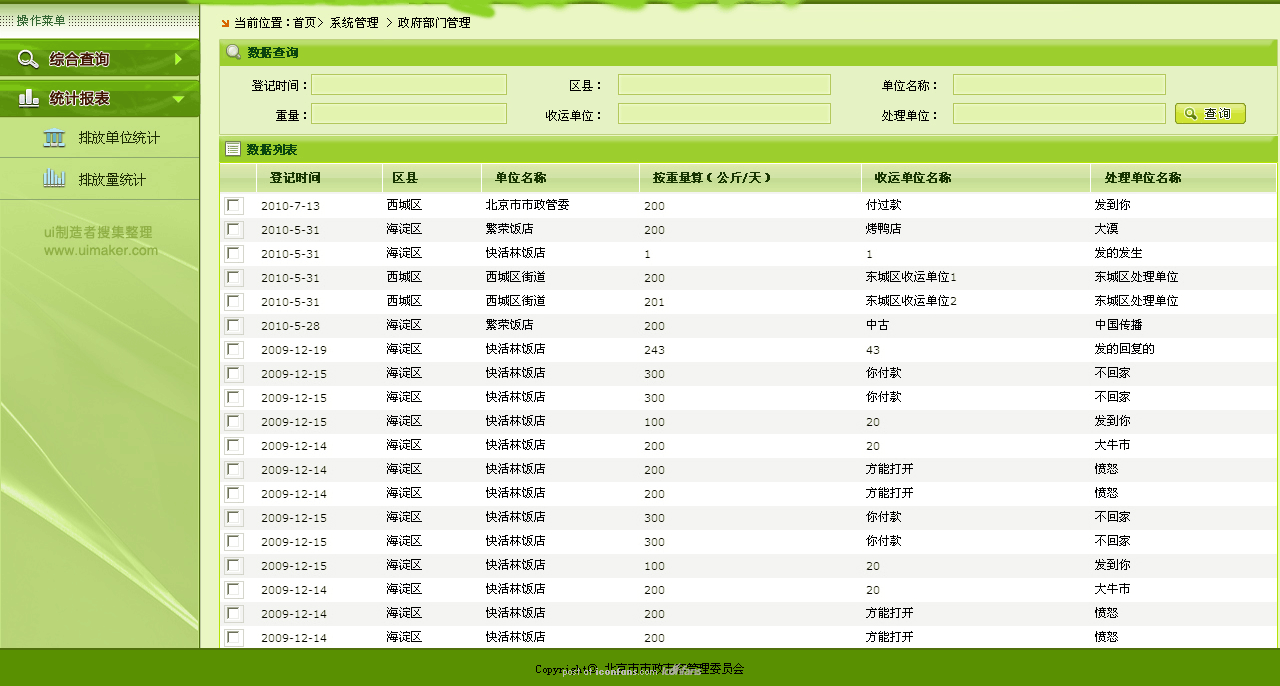 操作菜单
当前位置：首页> 系统管理 > 政府部门管理
综合查询
统计报表
排放单位统计
排放量统计
ui制造者搜集整理
www.uimaker.com
数据查询
登记时间： 区县： 单位名称：
重量： 收运单位： 处理单位： 查询
数据列表
登记时间 区县 单位名称 按重量算（公斤/天） 收运单位名称 处理单位名称
2010-7-13 西城区 北京市市政管委 200 付过款 发到你
2010-5-31 海淀区 繁荣饭店 200 烤鸭店 大漠
2010-5-31 海淀区 快活林饭店 1 1 发的发生
2010-5-31 西城区 西城区街道 200 东城区收运单位1 东城区处理单位
2010-5-31 西城区 西城区街道 201 东城区收运单位2 东城区处理单位
2010-5-28 海淀区 繁荣饭店 200 中古 中国传播
2009-12-19 海淀区 快活林饭店 243 43 发的回复的
2009-12-15 海淀区 快活林饭店 300 你付款 不回家
2009-12-15 海淀区 快活林饭店 300 你付款 不回家
2009-12-15 海淀区 快活林饭店 100 20 发到你
2009-12-14 海淀区 快活林饭店 200 20 大牛市
2009-12-14 海淀区 快活林饭店 200 方能打开 愤怒
2009-12-14 海淀区 快活林饭店 200 方能打开 愤怒
2009-12-15 海淀区 快活林饭店 300 你付款 不回家
2009-12-15 海淀区 快活林饭店 300 你付款 不回家
2009-12-15 海淀区 快活林饭店 100 20 发到你
2009-12-14 海淀区 快活林饭店 200 20 大牛市
2009-12-14 海淀区 快活林饭店 200 方能打开 愤怒
2009-12-14 海淀区 快活林饭店 200 方能打开 愤怒
Copyright© 北京市市政市容管理委员会